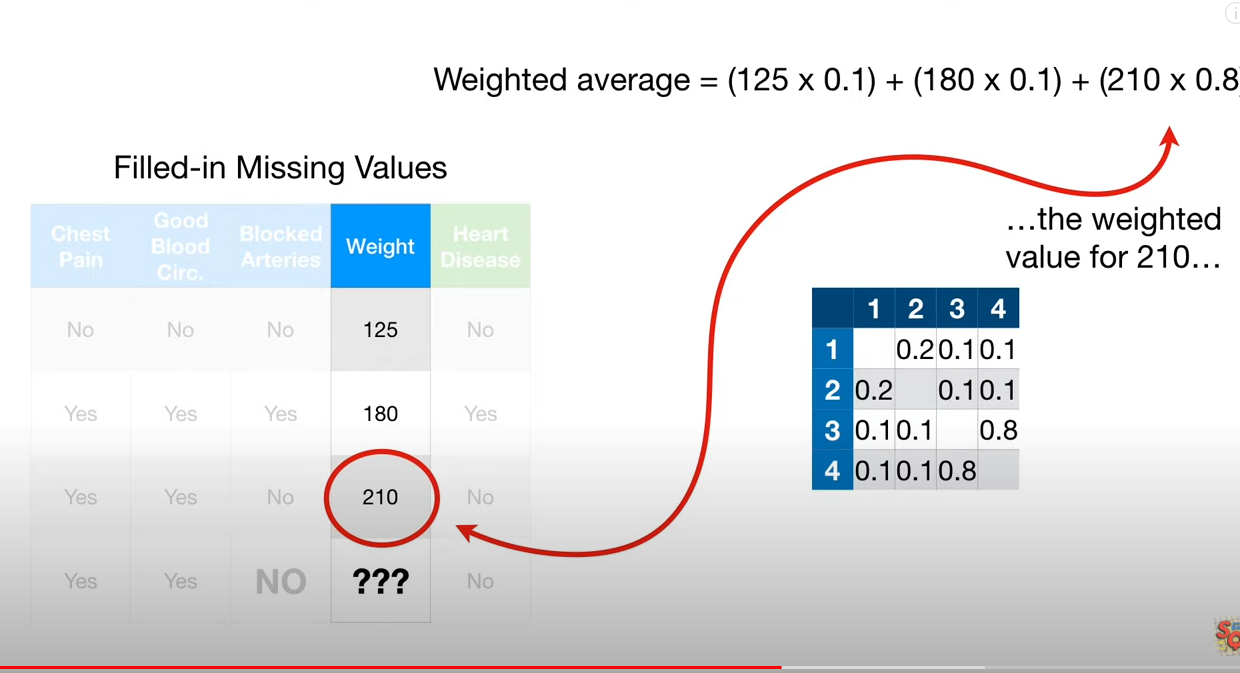 Weighted average = (125 x 0.1) + (180 x 0.1) + (210 x 0.8)
Filled-in Missing Values
…the weighted
value for 210…
Chest Pain Good Blood Circ. Blocked Arteries Weight Heart Disease
No No No 125 No
Yes Yes Yes 180 Yes
Yes Yes No 210 No
Yes Yes NO ??? No
1 2 3 4
1 0.2 0.1 0.1
2 0.2 0.1 0.1
3 0.1 0.1 0.8
4 0.1 0.1 0.8